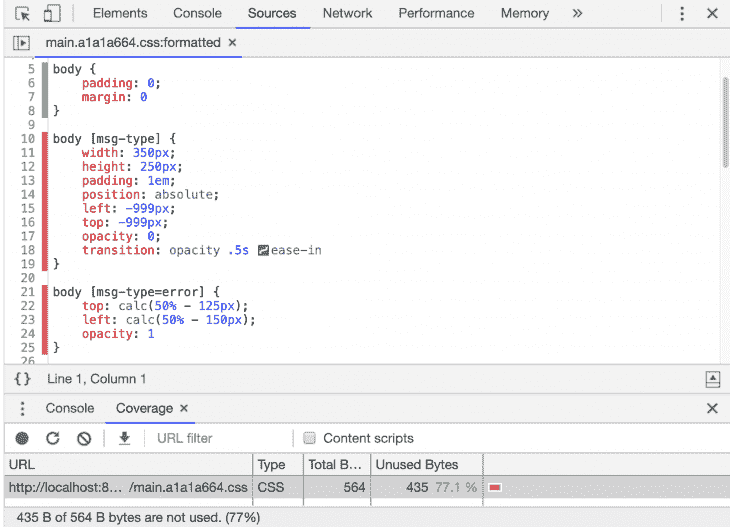 Elements Console Sources Network Performance Memory »
main.a1a1a664.css:formatted ×
5 body {
6 padding: 0;
7 margin: 0
8 }
9
10 body [msg-type] {
11 width: 350px;
12 height: 250px;
13 padding: 1em;
14 position: absolute;
15 left: -999px;
16 top: -999px;
17 opacity: 0;
18 transition: opacity .5s ease-in
19 }
20
21 body [msg-type=error] {
22 top: calc(50% - 125px);
23 left: calc(50% - 150px);
24 opacity: 1
25 }
26
{} Line 1, Column 1
Console Coverage ×
URL filter Content scripts
URL Type Total B… Unused Bytes
http://localhost:8… /main.a1a1a664.css CSS 564 435 77.1 %
435 B of 564 B bytes are not used. (77%)